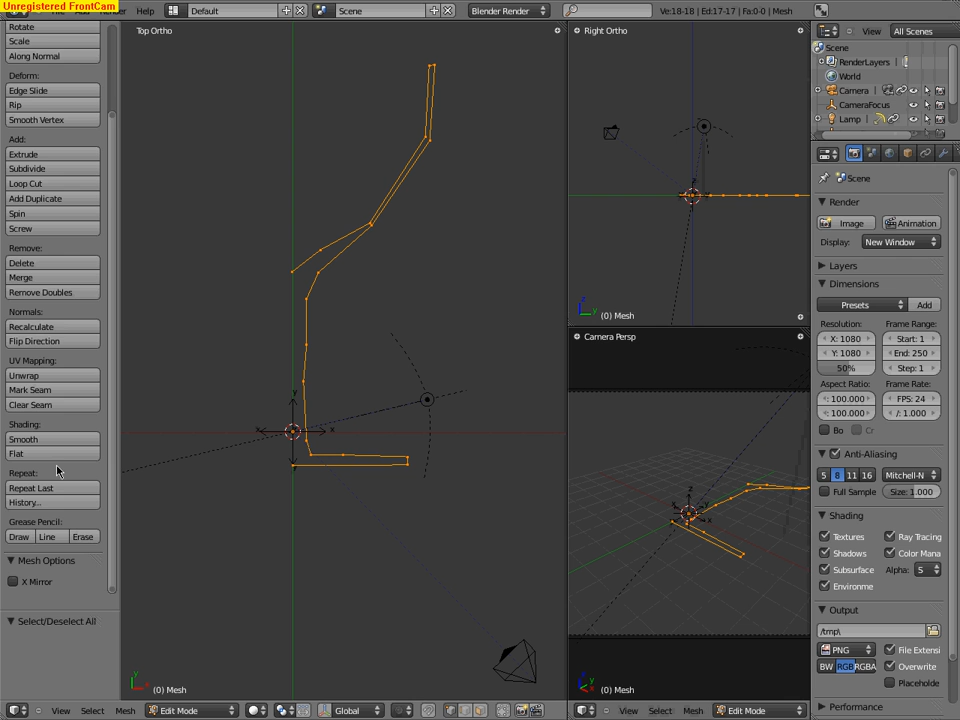 Unregistered FrontCam
Help
Default
Scene
Blender Render
Ve:18-18 | Ed:17-17 | Fa:0-0 | Mesh
Rotate
Scale
Along Normal
Deform:
Edge Slide
Rip
Smooth Vertex
Add:
Extrude
Subdivide
Loop Cut
Add Duplicate
Spin
Screw
Remove:
Delete
Merge
Remove Doubles
Normals:
Recalculate
Flip Direction
UV Mapping:
Unwrap
Mark Seam
Clear Seam
Shading:
Smooth
Flat
Repeat:
Repeat Last
History...
Grease Pencil:
Draw Line Erase
Mesh Options
X Mirror
Select/Deselect All
Top Ortho
(0) Mesh
View Select Mesh Edit Mode Global
Right Ortho
(0) Mesh
Camera Persp
(0) Mesh
View Select Mesh Edit Mode
View All Scenes
Scene
RenderLayers
World
Camera
CameraFocus
Lamp
Scene
Render
Image Animation
Display: New Window
Layers
Dimensions
Presets Add
Resolution: Frame Range:
X: 1080 Start: 1
Y: 1080 End: 250
50% Step: 1
Aspect Ratio: Frame Rate:
: 100.000 FPS: 24
: 100.000 /: 1.000
Bo Cr
Anti-Aliasing
5 8 11 16 Mitchell-N
Full Sample Size: 1.000
Shading
Textures Ray Tracing
Shadows Color Mana
Subsurface Alpha: S
Environme
Output
/tmp\
PNG File Extensi
BW RGB RGBA Overwrite
Placeholde
Performance